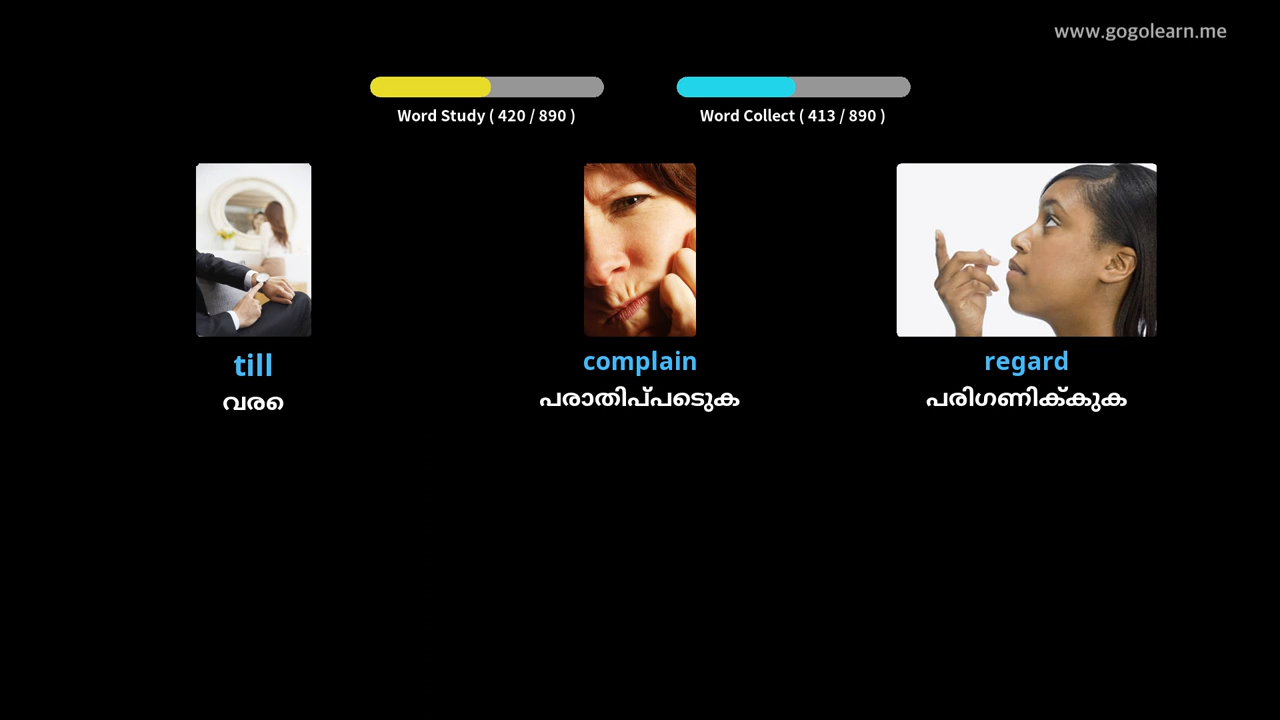 www.gogolearn.me
Word Study ( 420 / 890 )
Word Collect ( 413 / 890 )
till
complain
regard
വരെ
പരാതിപ്പടെുക
പരിഗണിക്കുക